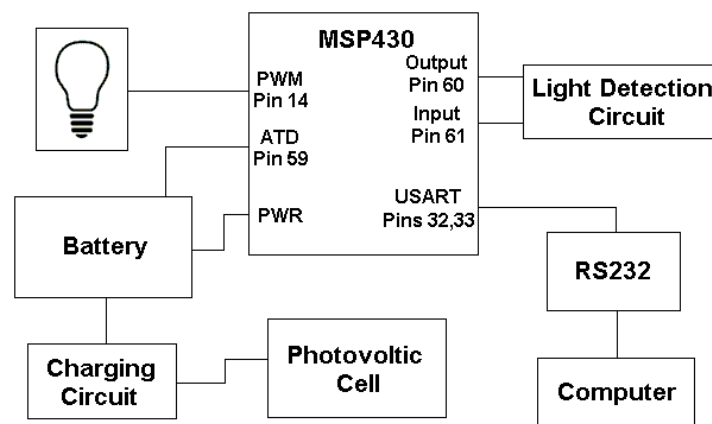 MSP430
PWM
Pin 14
ATD
Pin 59
PWR
Output
Pin 60
Input
Pin 61
USART
Pins 32,33
Light Detection
Circuit
Battery
RS232
Charging
Circuit
Photovoltic
Cell
Computer